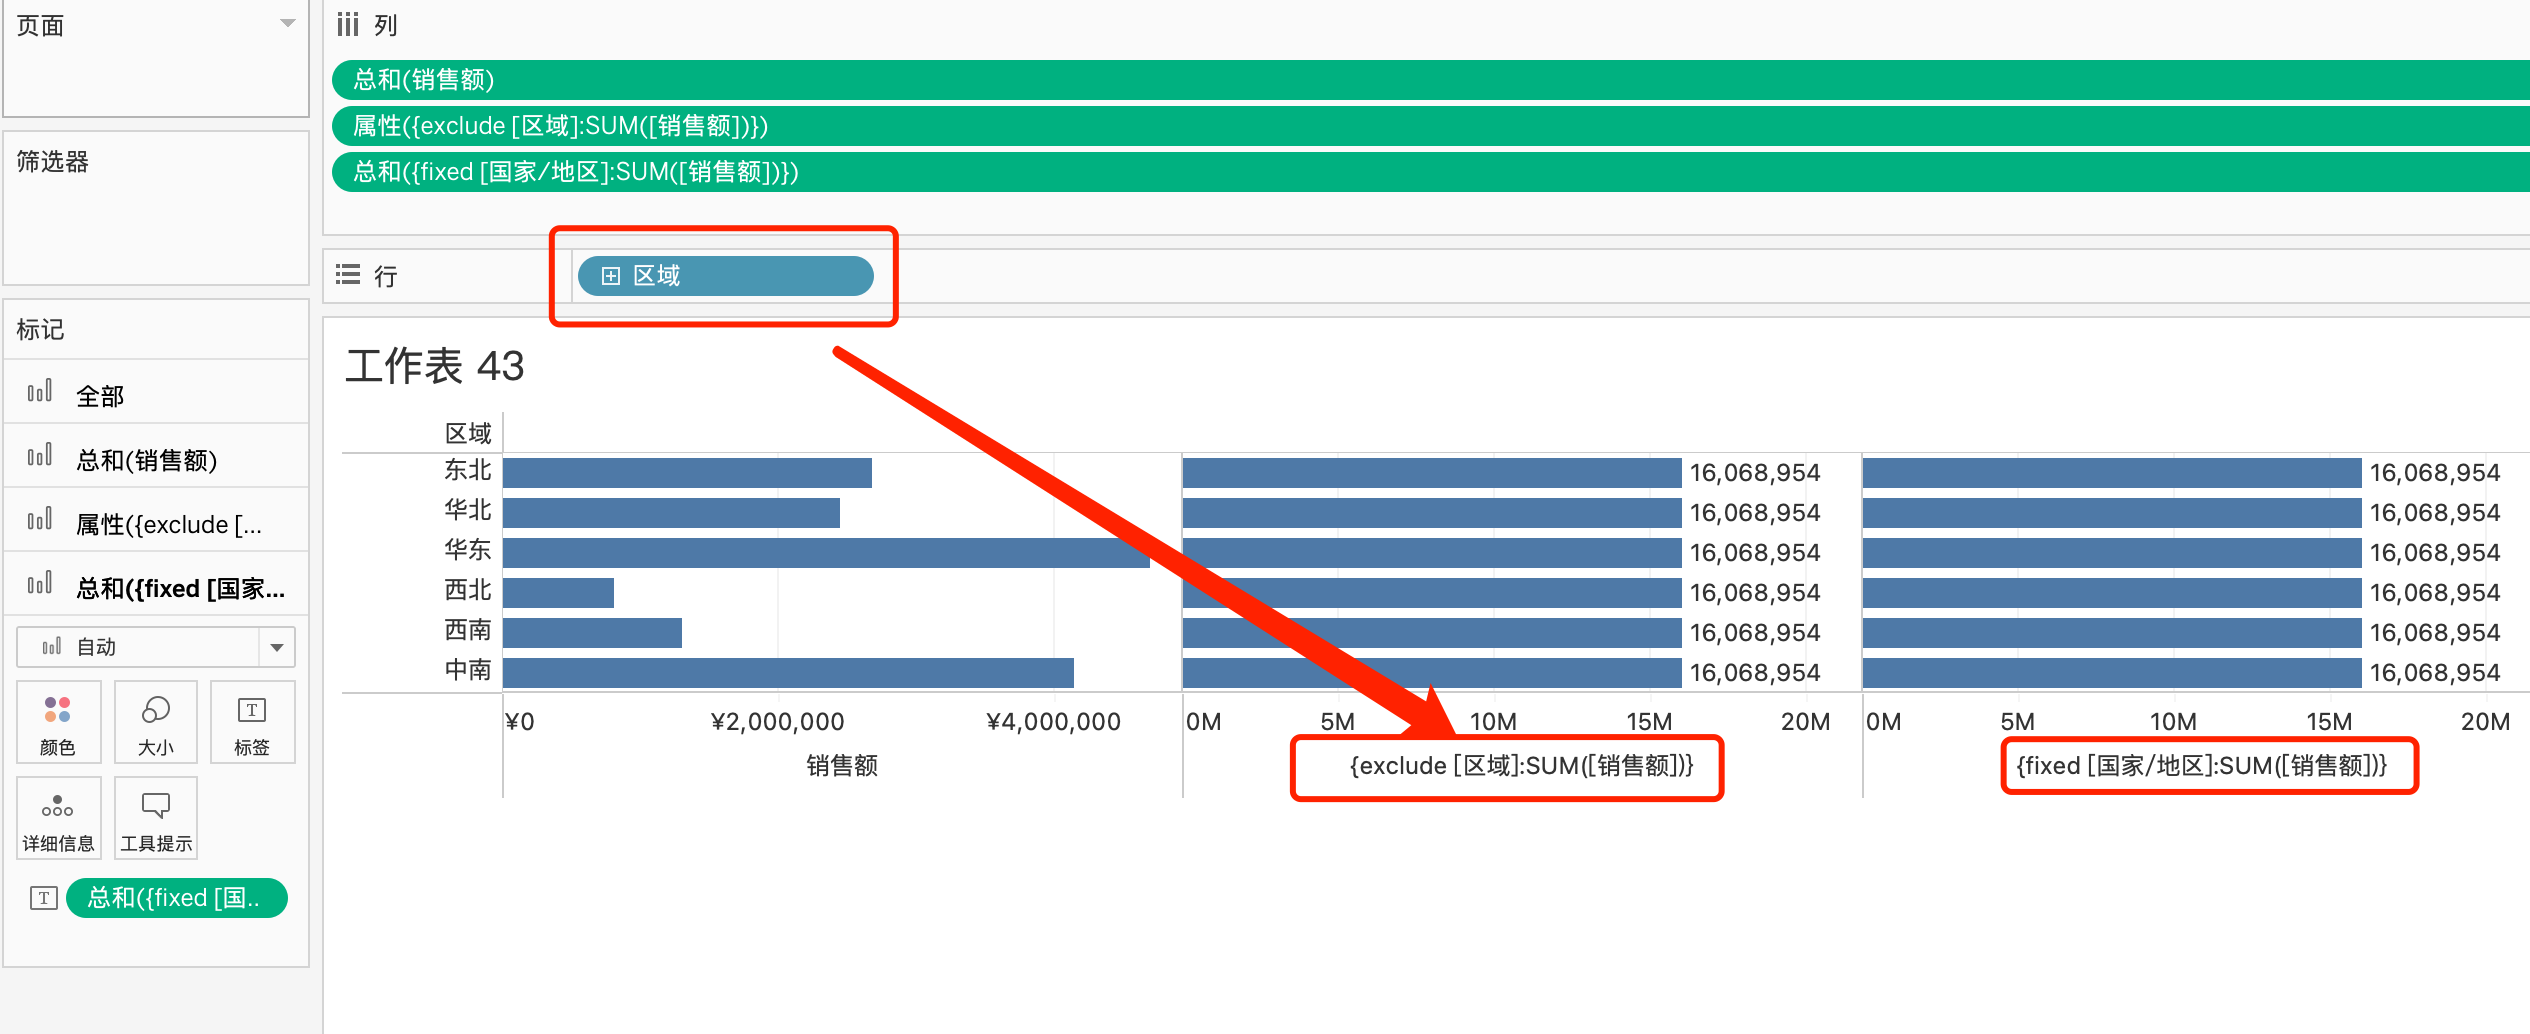 页面
列
总和(销售额)
属性({exclude [区域]:SUM([销售额])})
总和({fixed [国家/地区]:SUM([销售额])})
筛选器
行
区域
标记
全部
总和(销售额)
属性({exclude [...
总和({fixed [国家...
自动
颜色
大小
T
标签
详细信息
工具提示
T
总和({fixed [国..
工作表 43
区域
东北
16,068,954
16,068,954
华北
16,068,954
16,068,954
华东
16,068,954
16,068,954
西北
16,068,954
16,068,954
西南
16,068,954
16,068,954
中南
16,068,954
16,068,954
¥0
¥2,000,000
¥4,000,000
0M
5M
10M
15M
20M
0M
5M
10M
15M
20M
销售额
{exclude [区域]:SUM([销售额])}
{fixed [国家/地区]:SUM([销售额])}